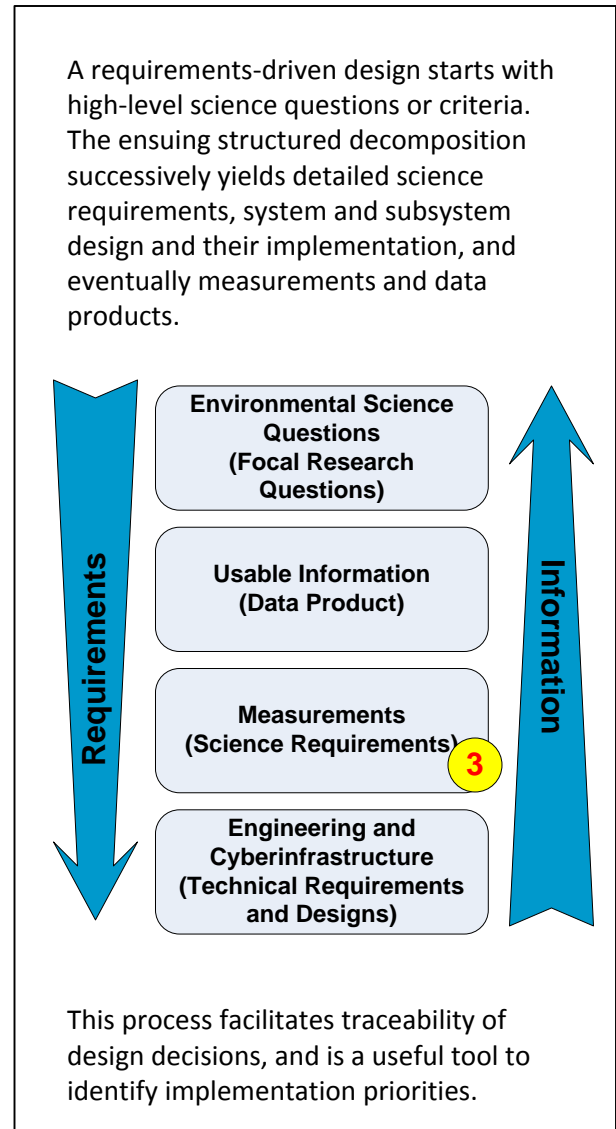 A requirements-driven design starts with
high-level science questions or criteria.
The ensuing structured decomposition
successively yields detailed science
requirements, system and subsystem
design and their implementation, and
eventually measurements and data
products.
Requirements
Environmental Science
Questions
(Focal Research
Questions)
Usable Information
(Data Product)
Measurements
(Science Requirements)
3
Engineering and
Cyberinfrastructure
(Technical Requirements
and Designs)
Information
This process facilitates traceability of
design decisions, and is a useful tool to
identify implementation priorities.